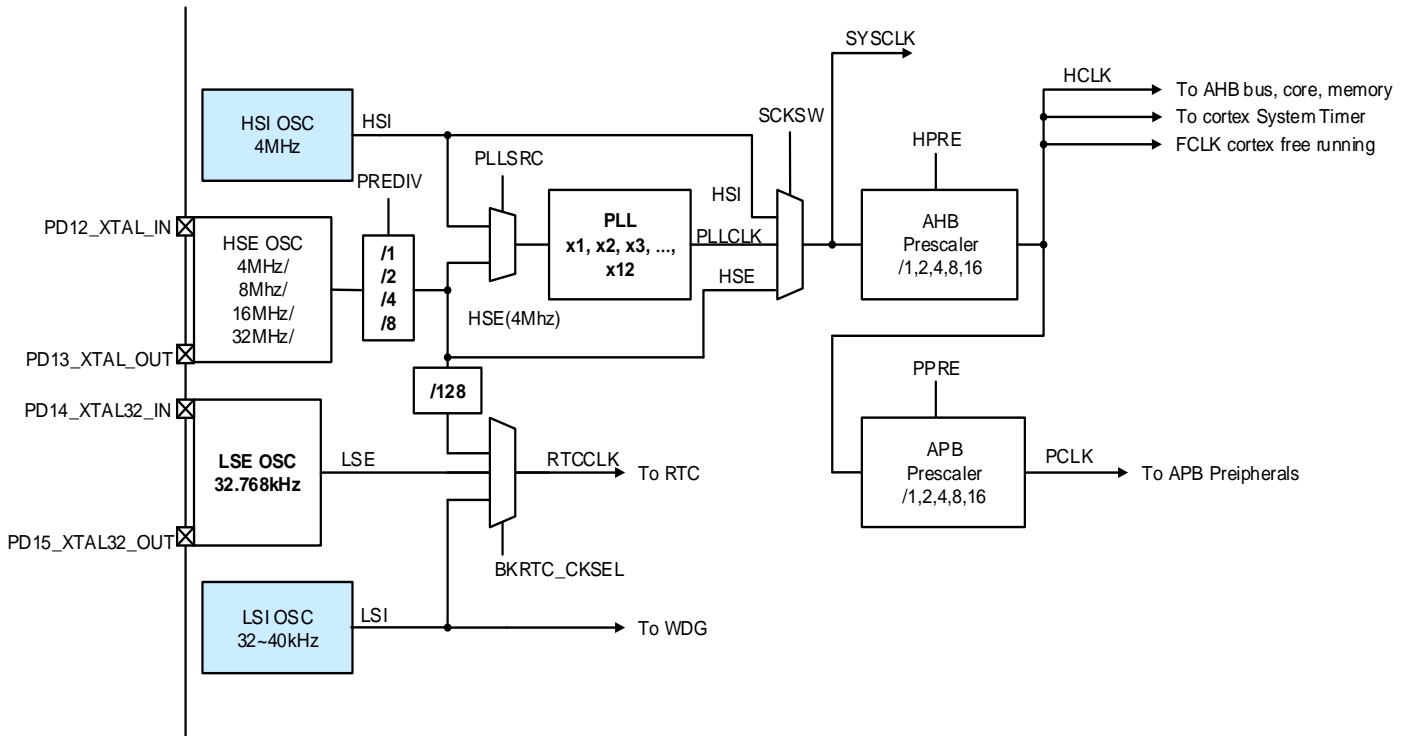 SYSCLK
HCLK
To AHB bus, core, memory
To cortex System Timer
FCLK cortex free running
HSI OSC
4MHz
HSI
SCKSW
HPRE
PLLSRC
PREDIV
HSI
PD12_XTAL_IN
HSE OSC
4MHz/
8Mhz/
16MHz/
32MHz/
/1
/2
/4
/8
PLL
x1, x2, x3, ...,
x12
PLLCLK
AHB
Prescaler
/1,2,4,8,16
HSE
HSE(4Mhz)
PD13_XTAL_OUT
/128
PPRE
PD14_XTAL32_IN
LSE OSC
32.768kHz
LSE
RTCCLK
To RTC
APB
Prescaler
/1,2,4,8,16
PCLK
To APB Preipherals
PD15_XTAL32_OUT
BKRTC_CKSEL
LSI OSC
32~40kHz
LSI
To WDG